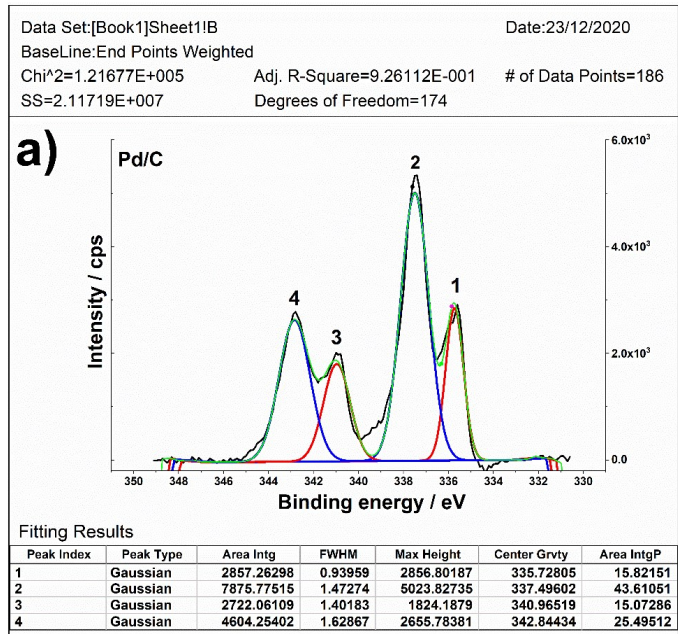 Data Set:[Book1]Sheet1!B Date:23/12/2020
BaseLine:End Points Weighted
Chi^2=1.21677E+005 Adj. R-Square=9.26112E-001 # of Data Points=186
SS=2.11719E+007 Degrees of Freedom=174
a)
Pd/C
6.0x10³
4.0x10³
2.0x10³
0.0
1
2
3
4
Intensity / cps
350 348 346 344 342 340 338 336 334 332 330
Binding energy / eV
Fitting Results
Peak Index Peak Type Area Intg FWHM Max Height Center Grvty Area IntgP
1 Gaussian 2857.26298 0.93959 2856.80187 335.72805 15.82151
2 Gaussian 7875.77515 1.47274 5023.82735 337.49602 43.61051
3 Gaussian 2722.06109 1.40183 1824.1879 340.96519 15.07286
4 Gaussian 4604.25402 1.62867 2655.78381 342.84434 25.49512